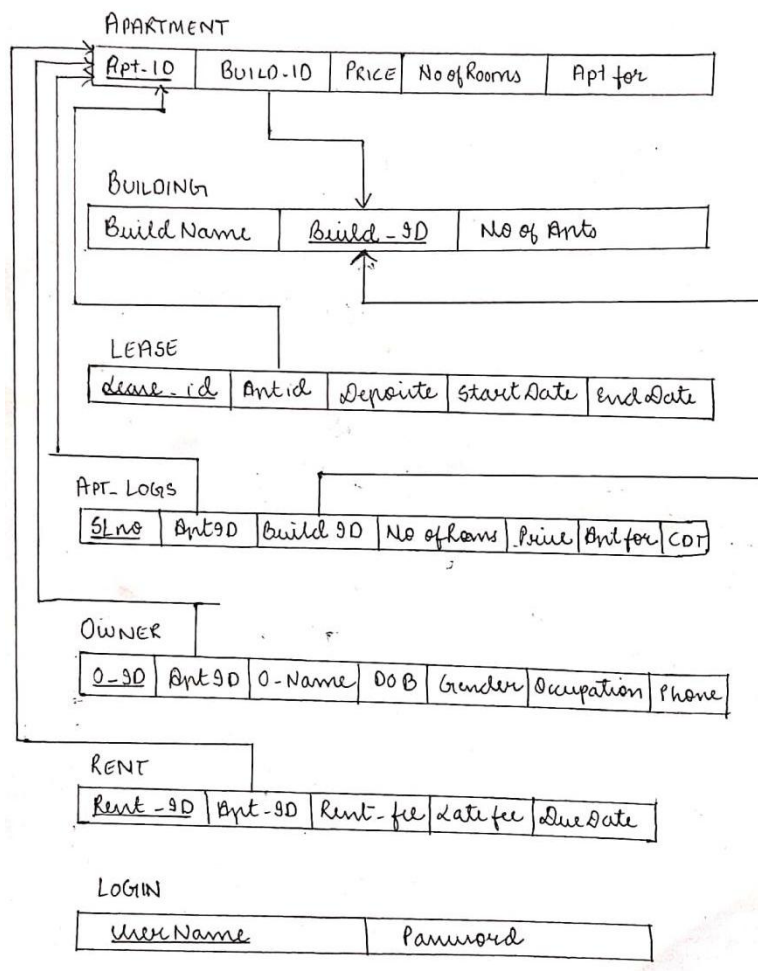 APARTMENT
Apt-ID BUILD-ID PRICE No of Rooms Apt for
BUILDING
Build Name Build-ID No of Apts
LEASE
Lease-id Aptid Deposite Start Date End Date
APT-LOGS
SLno AptID Build ID No of Rooms Price Apt for CDT
OWNER
O-ID AptID O-Name DOB Gender Occupation Phone
RENT
Rent-ID Apt-ID Rent-fee Late fee Due Date
LOGIN
User Name Password